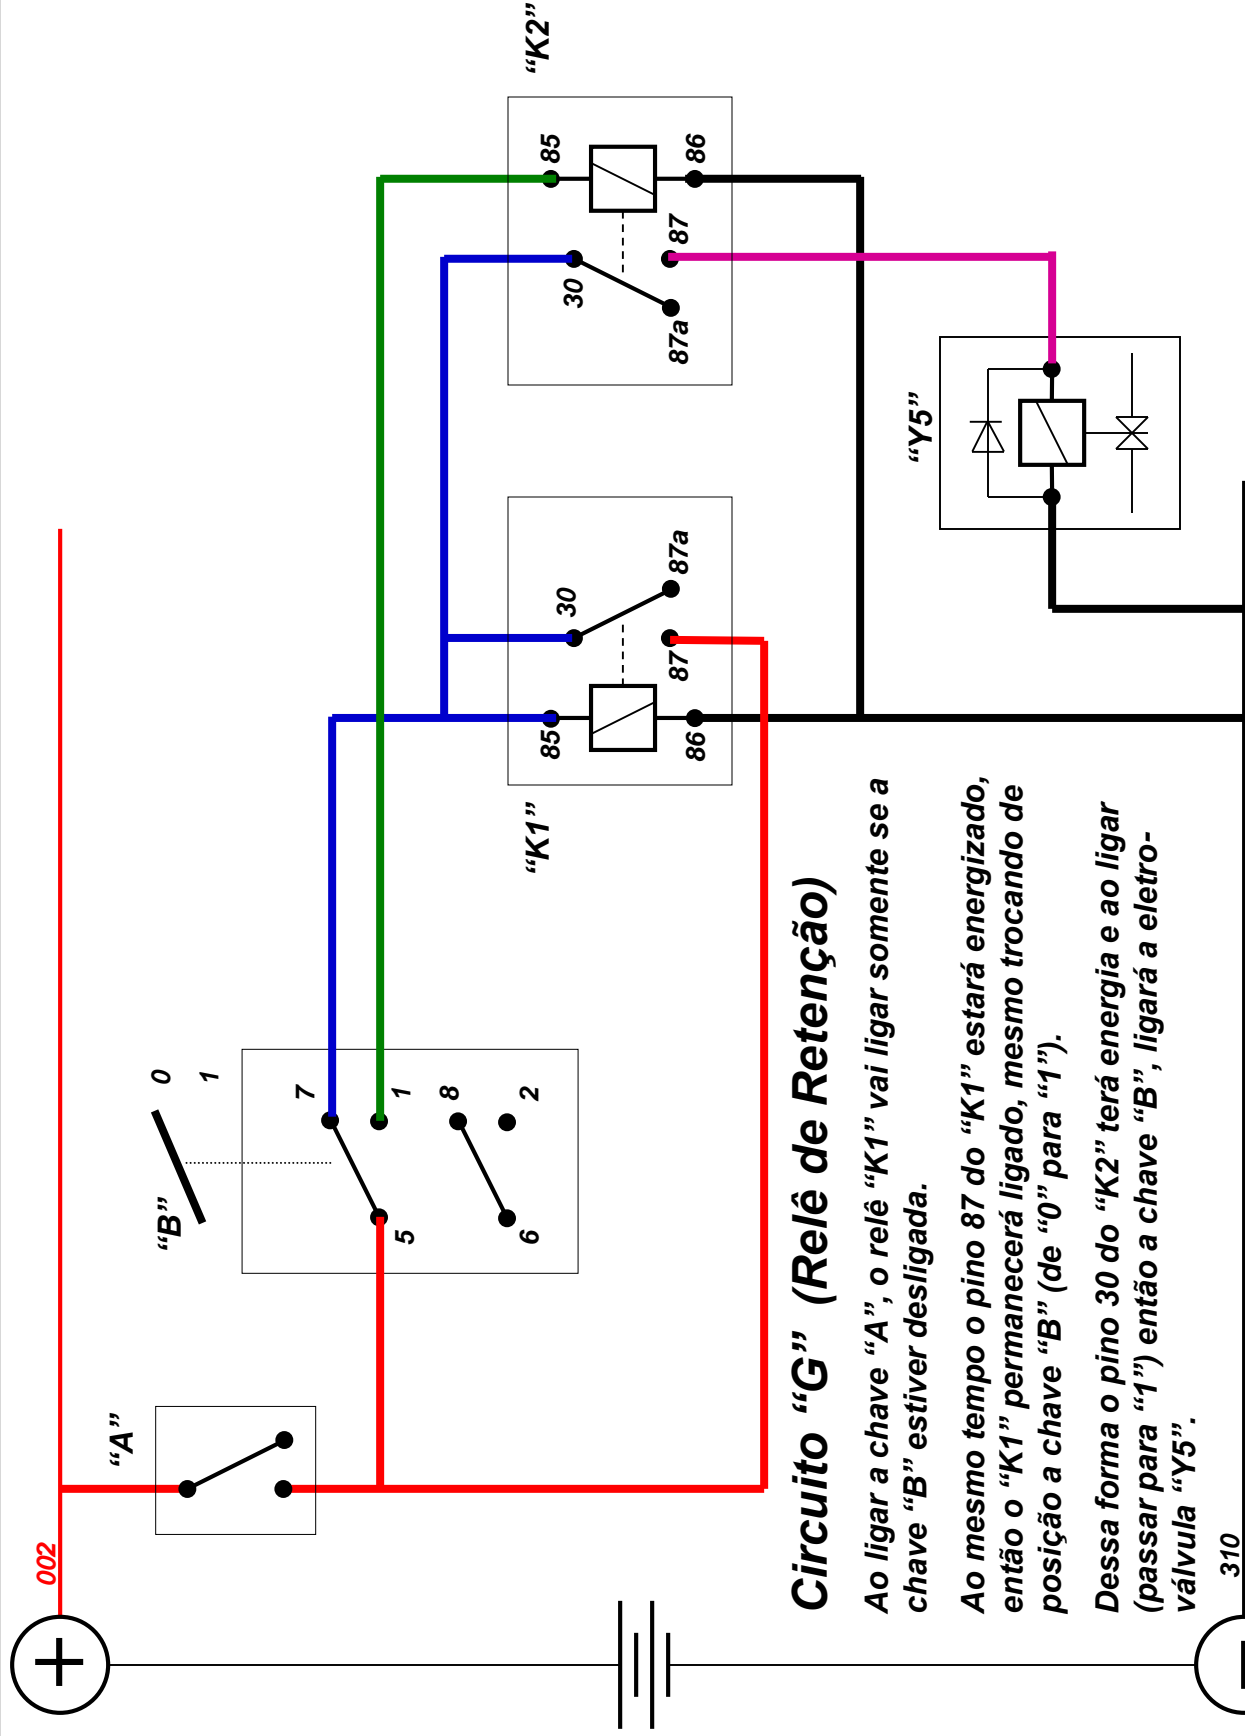 002
"A"
"B"
0
1
7
1
8
2
5
6
"K1"
85
30
87a
87
86
"K2"
85
30
87
87a
86
"Y5"
Circuito "G" (Relê de Retenção)
Ao ligar a chave "A", o relê "K1" vai ligar somente se a
chave "B" estiver desligada.
Ao mesmo tempo o pino 87 do "K1" estará energizado,
então o "K1" permanecerá ligado, mesmo trocando de
posição a chave "B" (de "0" para "1").
Dessa forma o pino 30 do "K2" terá energia e ao ligar
(passar para "1") então a chave "B", ligará a eletro-
válvula "Y5".
310